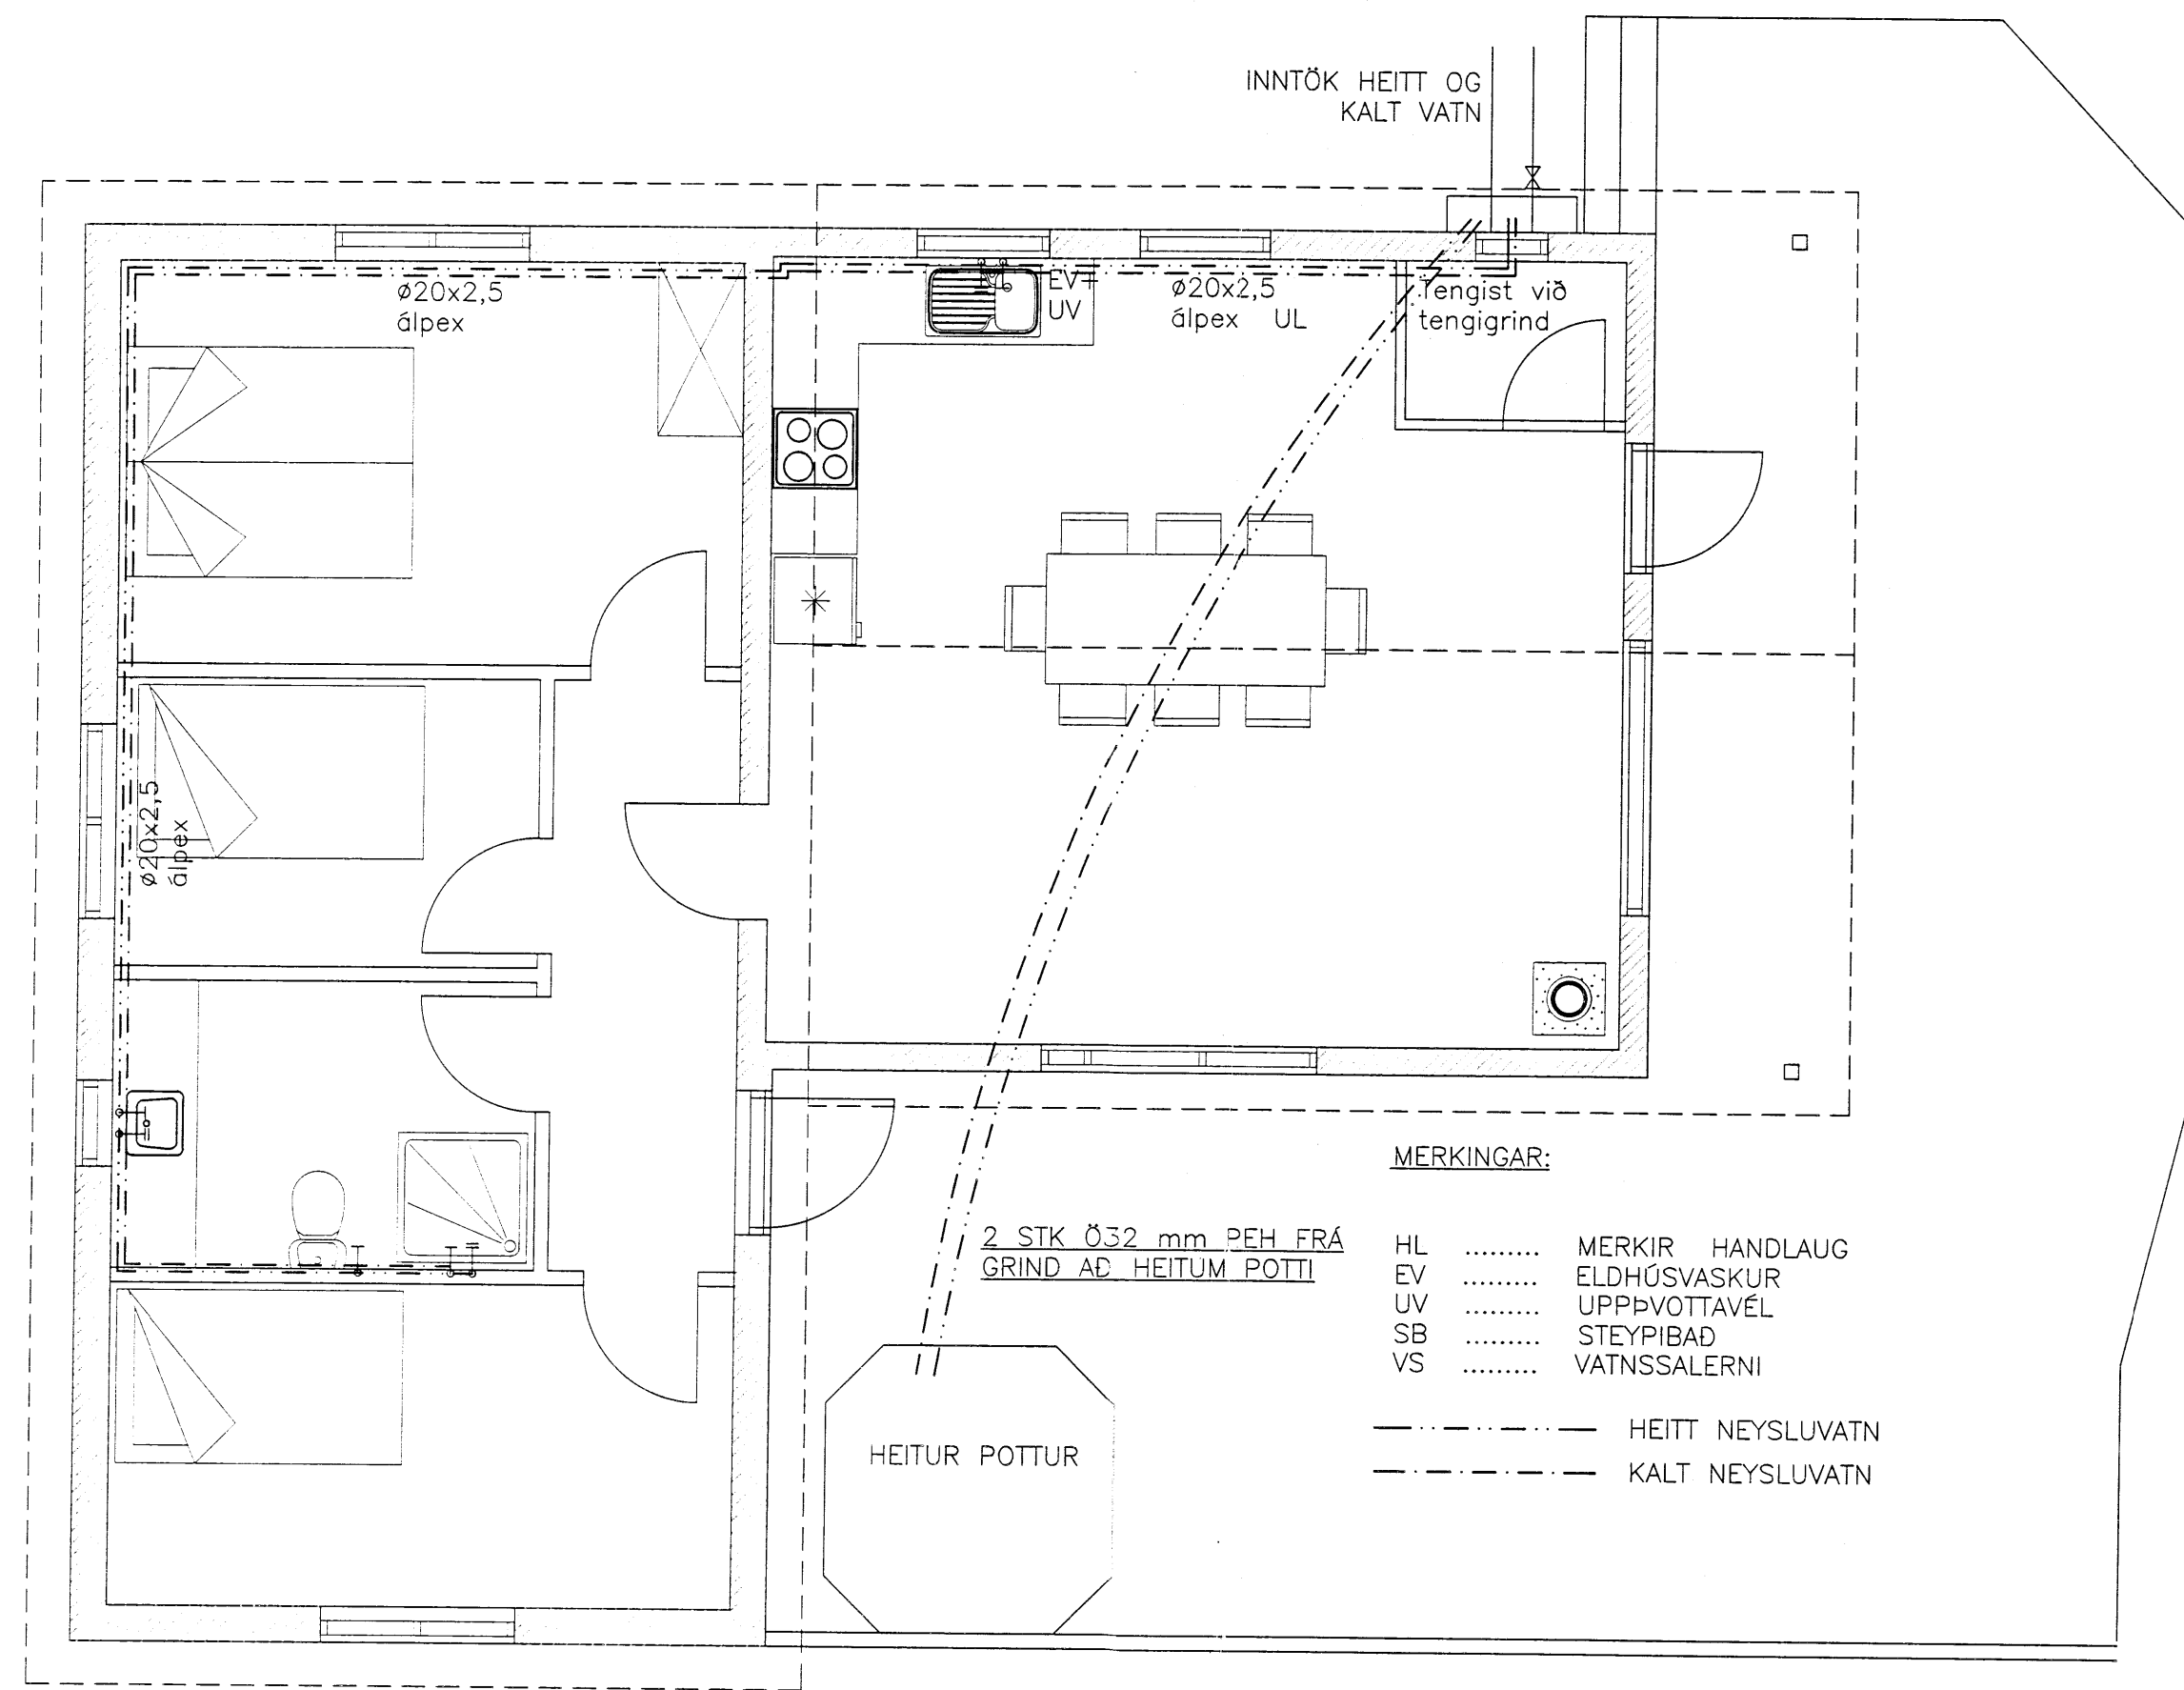 INNTÖK HEITT OG
KALT VATN
ø20x2,5
álpex
EV+
UV
ø20x2,5
álpex UL
Tengist við
tengigrind
ø20x2,5
álpex
2 STK Ö32 mm PEH FRÁ
GRIND AÐ HEITUM POTTI
HEITUR POTTUR
MERKINGAR:
HL ......... MERKIR HANDLAUG
EV ......... ELDHÚSVASKUR
UV ......... UPPÞVOTTAVÉL
SB ......... STEYPIBAÐ
VS ......... VATNSSALERNI
HEITT NEYSLUVATN
KALT NEYSLUVATN